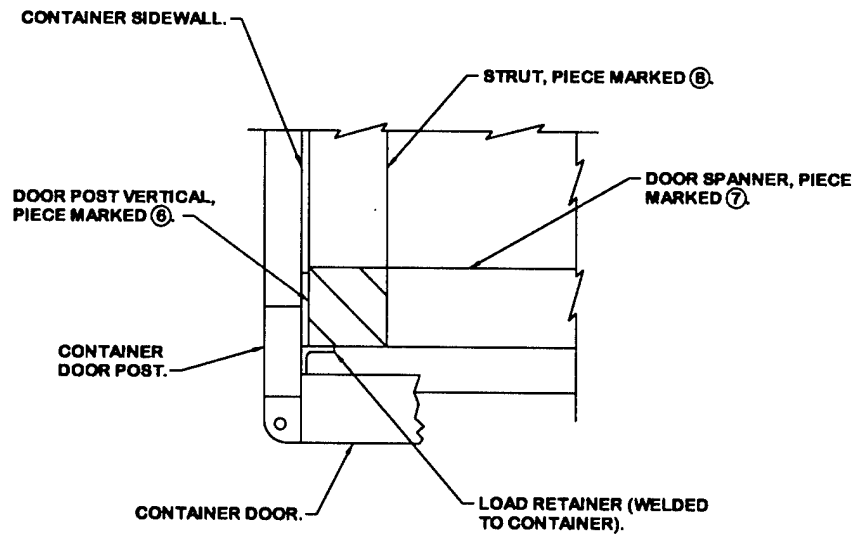 CONTAINER SIDEWALL.
STRUT, PIECE MARKED ⑧.
DOOR POST VERTICAL,
PIECE MARKED ⑥.
DOOR SPANNER, PIECE
MARKED ⑦.
CONTAINER
DOOR POST.
CONTAINER DOOR.
LOAD RETAINER (WELDED
TO CONTAINER).